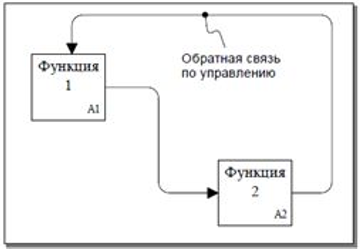 Функция
1
A1
Обратная связь
по управлению
Функция
2
A2